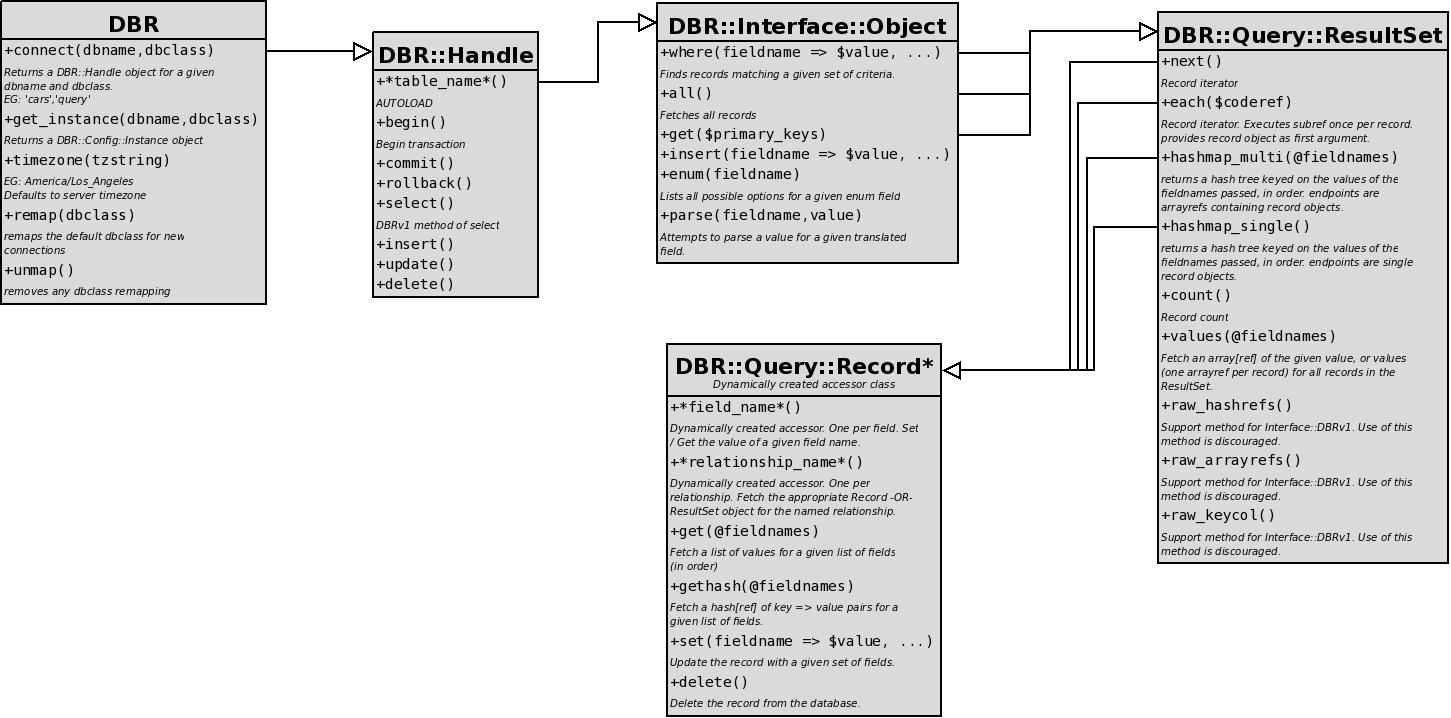 DBR
+connect(dbname,dbclass)
Returns a DBR::Handle object for a given
dbname and dbclass.
EG: 'cars','query'
+get_instance(dbname,dbclass)
Returns a DBR::Config::Instance object
+timezone(tzstring)
EG: America/Los_Angeles
Defaults to server timezone
+remap(dbclass)
remaps the default dbclass for new
connections
+unmap()
removes any dbclass remapping
DBR::Handle
+*table_name*()
AUTOLOAD
+begin()
Begin transaction
+commit()
+rollback()
+select()
DBRv1 method of select
+insert()
+update()
+delete()
DBR::Interface::Object
+where(fieldname => $value, ...)
Finds records matching a given set of criteria.
+all()
Fetches all records
+get($primary_keys)
+insert(fieldname => $value, ...)
+enum(fieldname)
Lists all possible options for a given enum field
+parse(fieldname,value)
Attempts to parse a value for a given translated
field.
DBR::Query::ResultSet
+next()
Record iterator
+each($coderef)
Record iterator. Executes subref once per record.
provides record object as first argument.
+hashmap_multi(@fieldnames)
returns a hash tree keyed on the values of the
fieldnames passed, in order. endpoints are
arrayrefs containing record objects.
+hashmap_single()
returns a hash tree keyed on the values of the
fieldnames passed, in order. endpoints are single
record objects.
+count()
Record count
+values(@fieldnames)
Fetch an array[ref] of the given value, or values
(one arrayref per record) for all records in the
ResultSet.
+raw_hashrefs()
Support method for Interface::DBRv1. Use of this
method is discouraged.
+raw_arrayrefs()
Support method for Interface::DBRv1. Use of this
method is discouraged.
+raw_keycol()
Support method for Interface::DBRv1. Use of this
method is discouraged.
DBR::Query::Record*
Dynamically created accessor class
+*field_name*()
Dynamically created accessor. One per field. Set
/ Get the value of a given field name.
+*relationship_name*()
Dynamically created accessor. One per
relationship. Fetch the appropriate Record -OR-
ResultSet object for the named relationship.
+get(@fieldnames)
Fetch a list of values for a given list of fields
(in order)
+gethash(@fieldnames)
Fetch a hash[ref] of key => value pairs for a
given list of fields.
+set(fieldname => $value, ...)
Update the record with a given set of fields.
+delete()
Delete the record from the database.